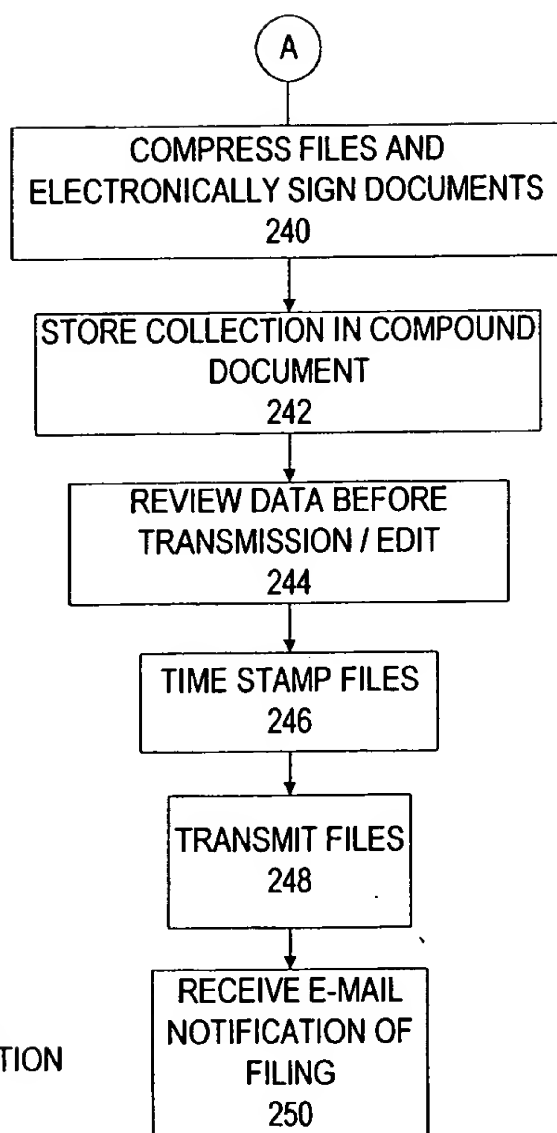 A
COMPRESS FILES AND
ELECTRONICALLY SIGN DOCUMENTS
240
STORE COLLECTION IN COMPOUND
DOCUMENT
242
REVIEW DATA BEFORE
TRANSMISSION / EDIT
244
TIME STAMP FILES
246
TRANSMIT FILES
248
RECEIVE E-MAIL
NOTIFICATION OF
FILING
250
TION